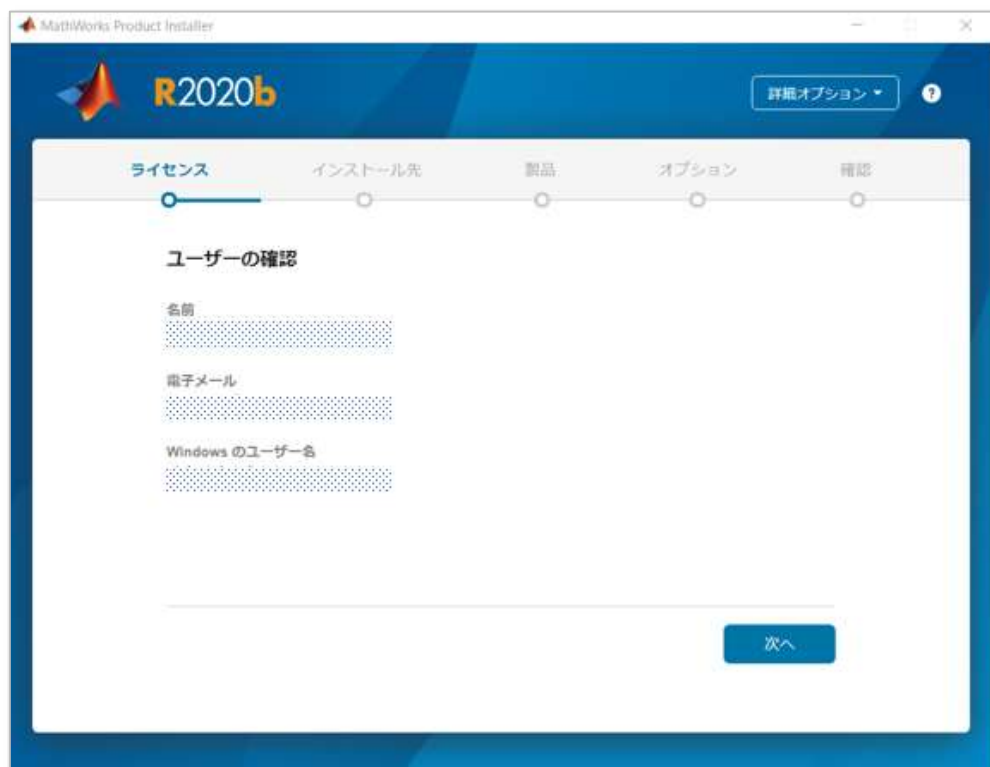 MathWorks Product Installer
R2020b
詳細オプション
?
ライセンス
インストール先
製品
オプション
確認
ユーザーの確認
名前
電子メール
Windows のユーザー名
次へ